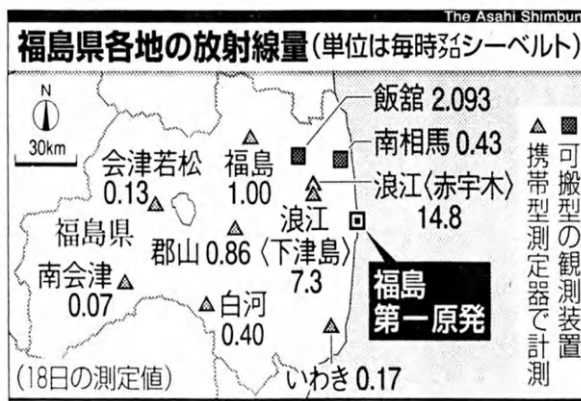 The Asahi Shimbun
福島県各地の放射線量(単位は毎時マイクロシーベルト)
N
30km
飯舘 2.093
南相馬 0.43
会津若松
0.13
福島
1.00
浪江〈赤宇木〉
14.8
福島県
郡山 0.86
浪江
〈下津島〉
7.3
南会津
0.07
白河
0.40
福島
第一原発
いわき 0.17
(18日の測定値)
可搬型の観測装置
携帯型測定器で計測